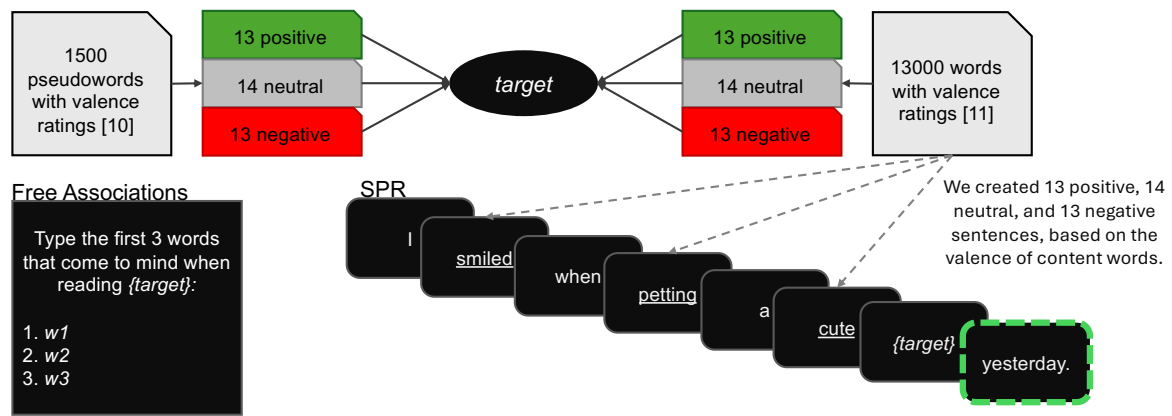 1500
pseudowords
with valence
ratings [10]
13 positive
14 neutral
13 negative
target
13 positive
14 neutral
13 negative
13000 words
with valence
ratings [11]
Free Associations
Type the first 3 words
that come to mind when
reading {target}:
1. w1
2. w2
3. w3
SPR
I
smiled
when
petting
a
cute
{target}
yesterday.
We created 13 positive, 14
neutral, and 13 negative
sentences, based on the
valence of content words.